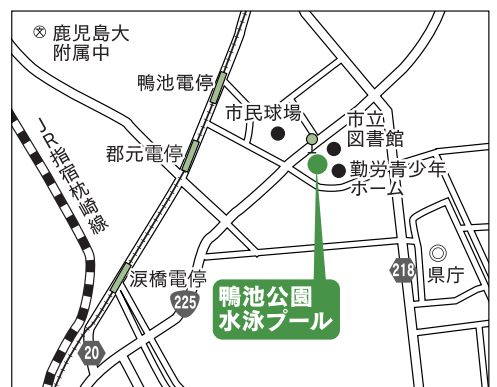 文
鹿児島大
附属中
鴨池電停
市民球場
市立
図書館
JR指宿枕崎線
郡元電停
勤労青少年
ホーム
涙橋電停
県庁
218
225
鴨池公園
水泳プール
20